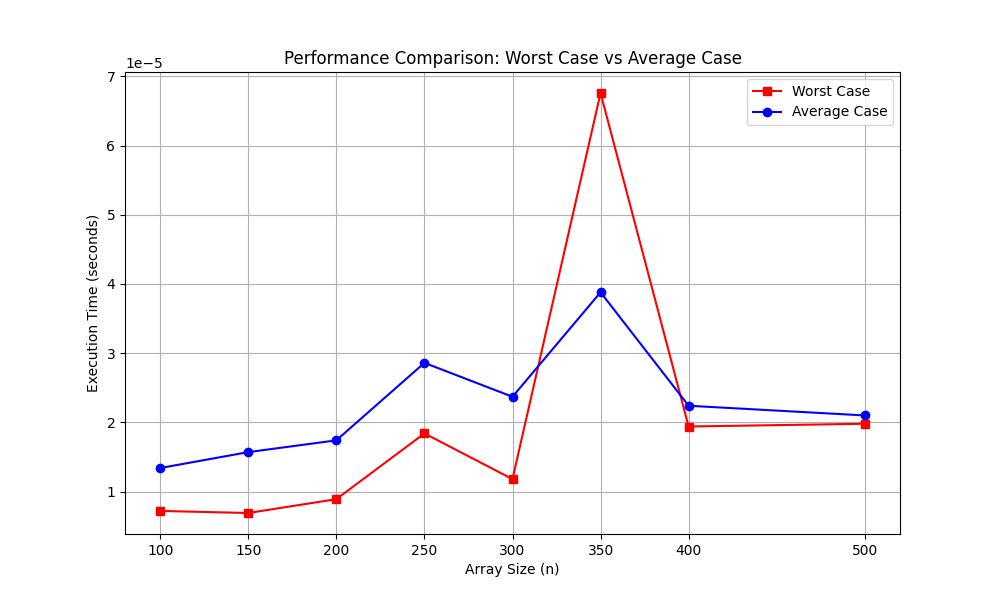 Performance Comparison: Worst Case vs Average Case
1e−5
7
6
5
4
3
2
1
Execution Time (seconds)
Worst Case
Average Case
100 150 200 250 300 350 400 500
Array Size (n)